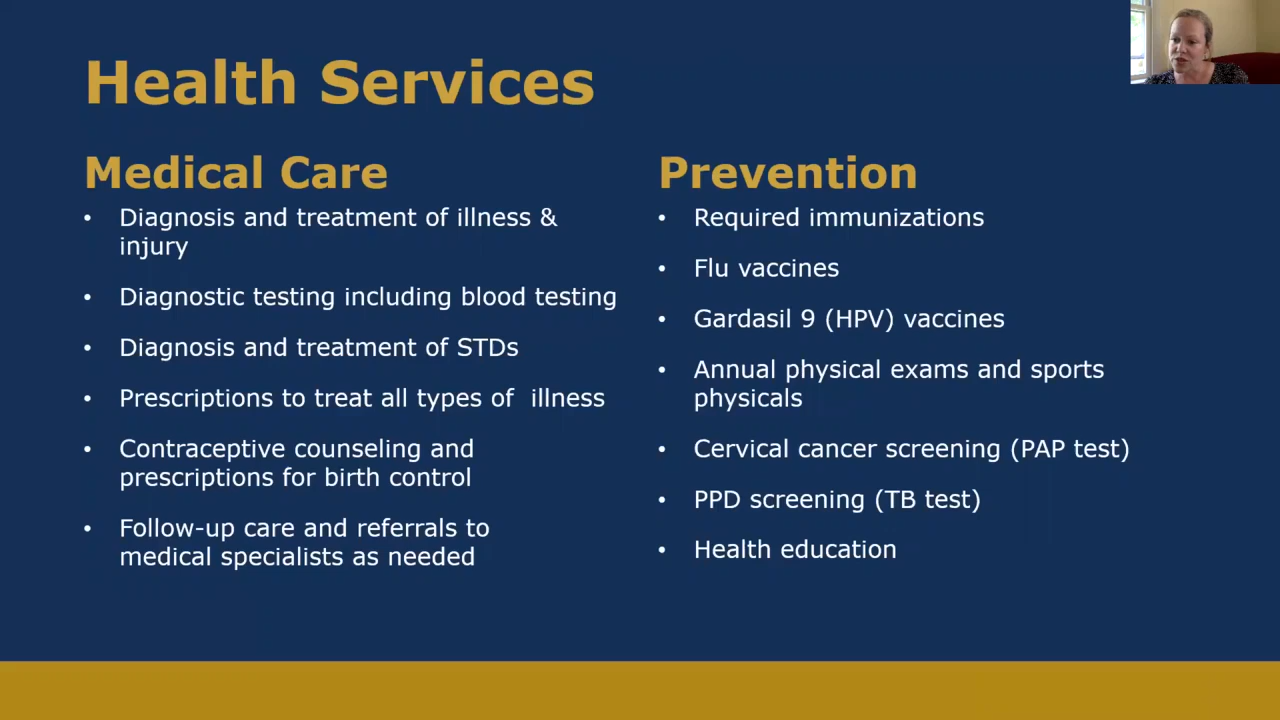 Health Services
Medical Care
• Diagnosis and treatment of illness &
injury
• Diagnostic testing including blood testing
• Diagnosis and treatment of STDs
• Prescriptions to treat all types of  illness
• Contraceptive counseling and
prescriptions for birth control
• Follow-up care and referrals to
medical specialists as needed
Prevention
• Required immunizations
• Flu vaccines
• Gardasil 9 (HPV) vaccines
• Annual physical exams and sports
physicals
• Cervical cancer screening (PAP test)
• PPD screening (TB test)
• Health education